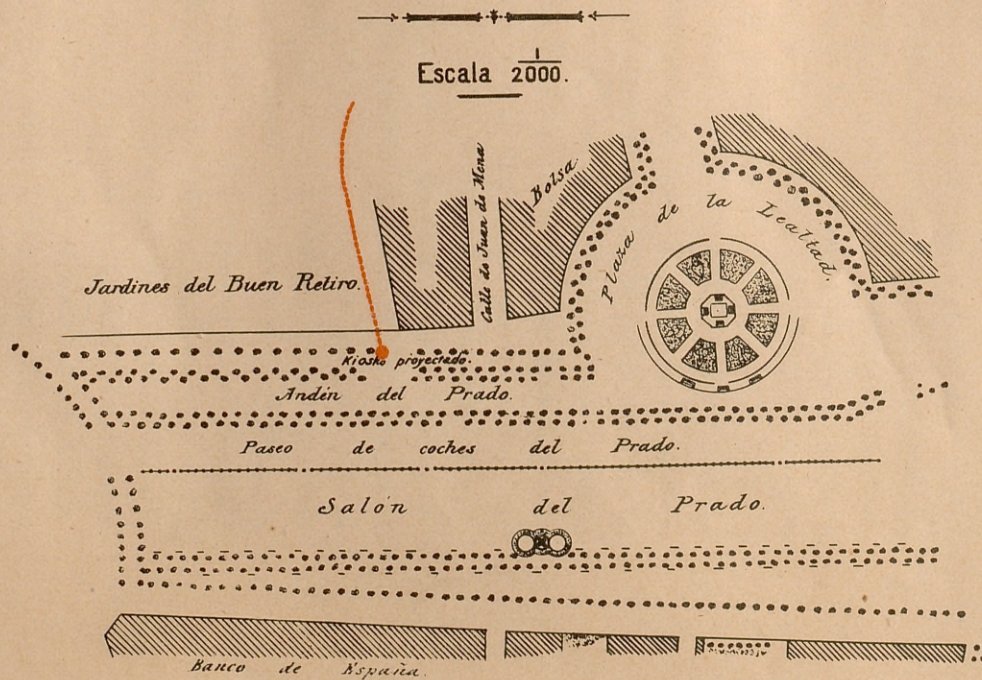 Escala 1/2000.
Calle de Juan de Mena
Bolsa
Plaza de la Lealtad.
Jardines del Buen Retiro.
Kiosko proyectado.
Andén del Prado.
Paseo de coches del Prado.
Salón del Prado.
Banco de España.